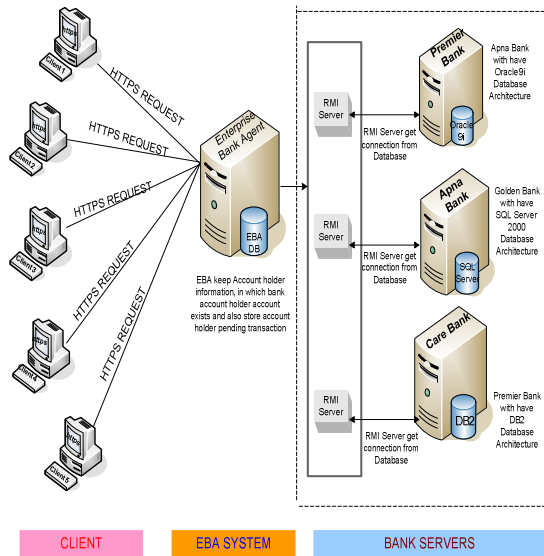 https
Client1
HTTPS REQUEST
https
Client2
HTTPS REQUEST
https
Client3
HTTPS REQUEST
https
Client4
HTTPS REQUEST
https
Client5
HTTPS REQUEST
Enterprise
Bank Agent
EBA
DB
EBA keep Account holder
information, in which bank
account holder account
exists and also store account
holder pending transaction
RMI
Server
RMI Server get
connection from
Database
Premier
Bank
Oracle
9i
Apna Bank
with have
Oracle9i
Database
Architecture
RMI
Server
RMI Server get
connection from
Database
Apna
Bank
SQL
Server
Golden Bank
with have
SQL Server
2000
Database
Architecture
RMI
Server
RMI Server get
connection from
Database
Care Bank
DB2
Premier Bank
with have
DB2
Database
Architecture
CLIENT
EBA SYSTEM
BANK SERVERS